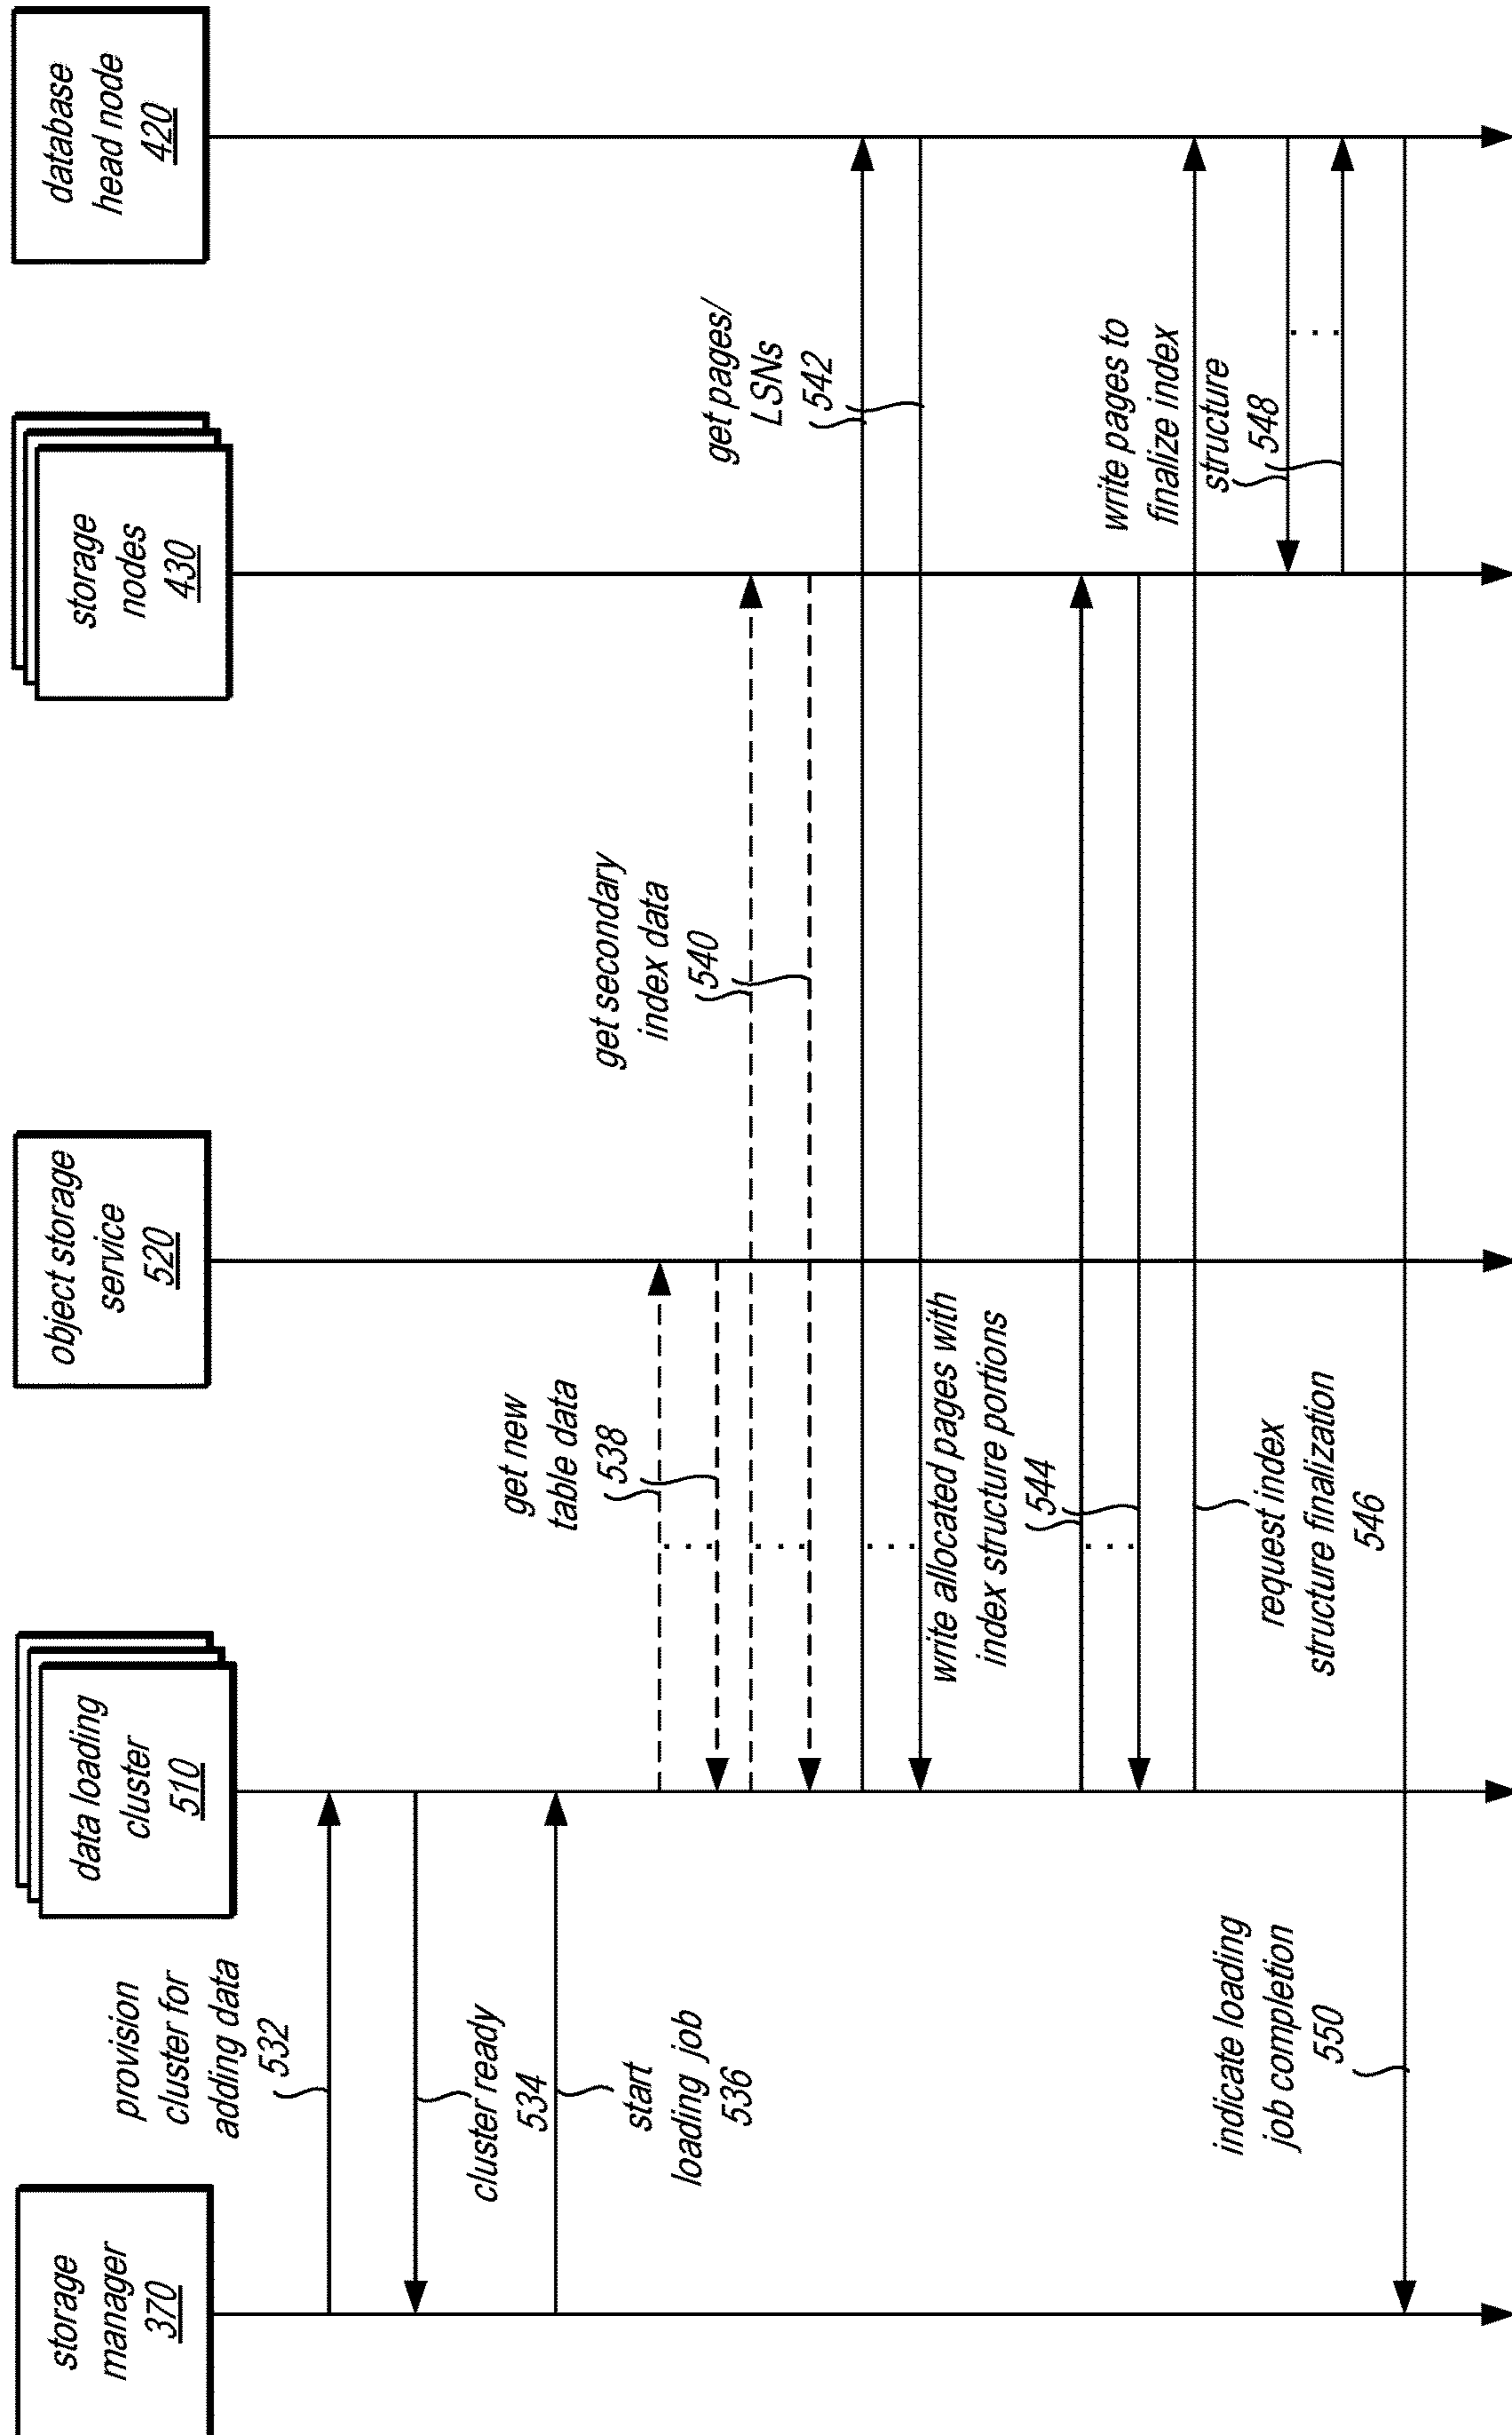 storage
manager
370
data loading
cluster
510
object storage
service
520
storage
nodes
430
database
head node
420
provision
cluster for
adding data
532
cluster ready
534
start
loading job
536
get new
table data
538
get secondary
index data
540
get pages/
LSNs
542
write allocated pages with
index structure portions
544
request index
structure finalization
546
write pages to
finalize index
structure
548
indicate loading
job completion
550